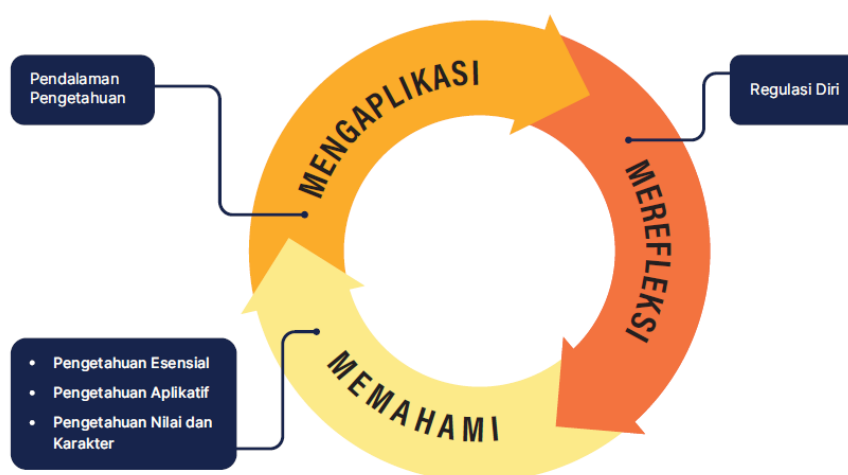 MENGAPLIKASI
Pendalaman
Pengetahuan
Regulasi Diri
MEREFLEKSI
• Pengetahuan Esensial
• Pengetahuan Aplikatif
• Pengetahuan Nilai dan
Karakter
MEMAHAMI